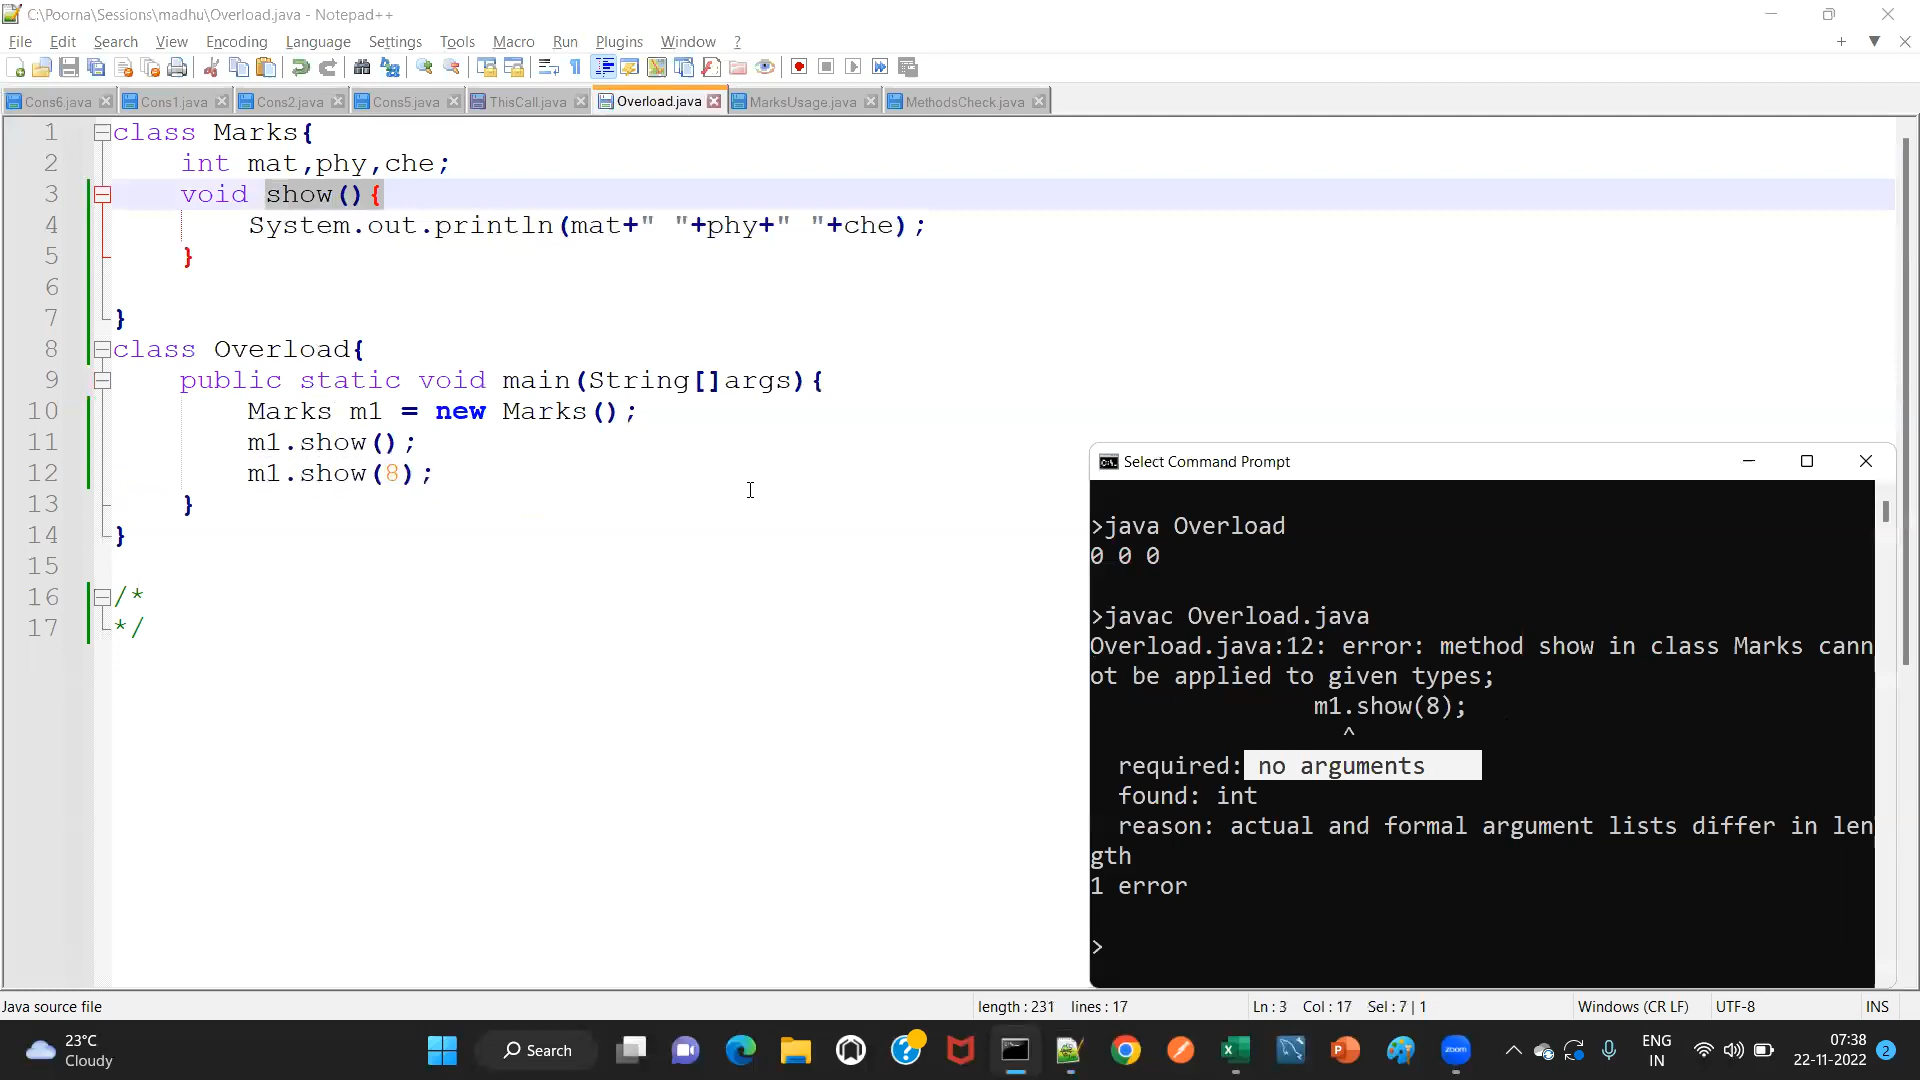 C:\Poorna\Sessions\madhu\Overload.java - Notepad++
File Edit Search View Encoding Language Settings Tools Macro Run Plugins Window ?
Cons6.java Cons1.java Cons2.java Cons5.java ThisCall.java Overload.java MarksUsage.java MethodsCheck.java
1 class Marks{
2 int mat,phy,che;
3 void show(){
4 System.out.println(mat+" "+phy+" "+che);
5 }
6
7 }
8 class Overload{
9 public static void main(String[]args){
10 Marks m1 = new Marks();
11 m1.show();
12 m1.show(8);
13 }
14 }
15
16 /*
17 */
Select Command Prompt
>java Overload
0 0 0
>javac Overload.java
Overload.java:12: error: method show in class Marks cann
ot be applied to given types;
m1.show(8);
^
required: no arguments
found: int
reason: actual and formal argument lists differ in len
gth
1 error
>
Java source file length : 231 lines : 17 Ln : 3 Col : 17 Sel : 7 | 1 Windows (CR LF) UTF-8 INS
23°C
Cloudy
Search
zoom
ENG
IN
07:38
22-11-2022
2